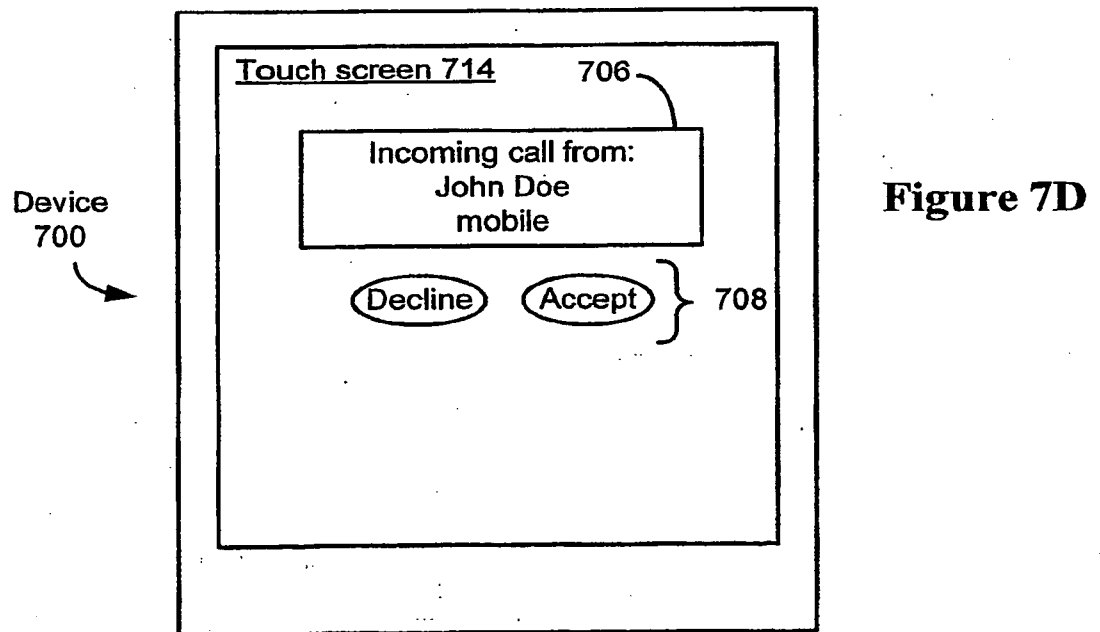 Touch screen 714
706
Incoming call from:
John Doe
mobile
Device
700
Decline
Accept
708
Figure 7D